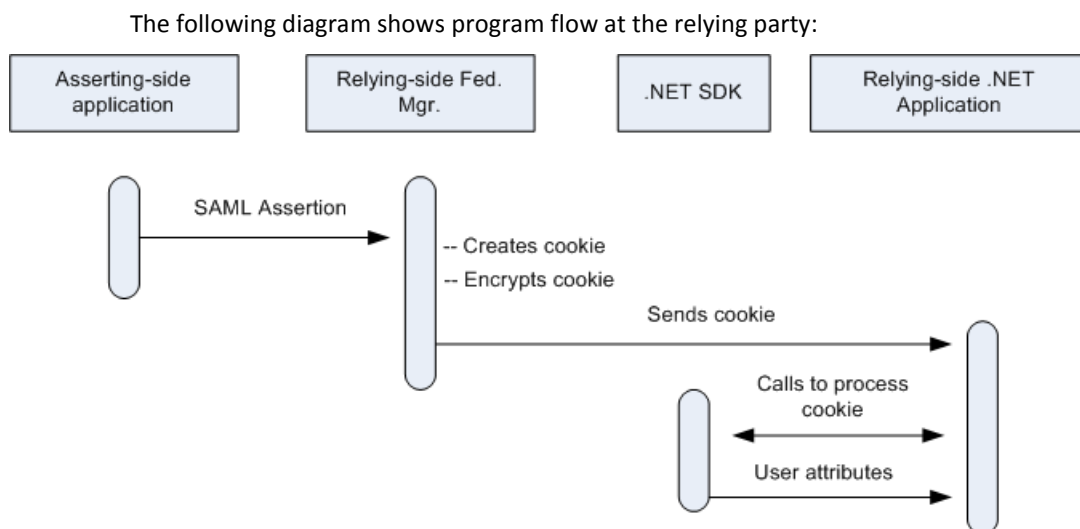 The following diagram shows program flow at the relying party:
Asserting-side
application
Relying-side Fed.
Mgr.
.NET SDK
Relying-side .NET
Application
SAML Assertion
-- Creates cookie
-- Encrypts cookie
Sends cookie
Calls to process
cookie
User attributes